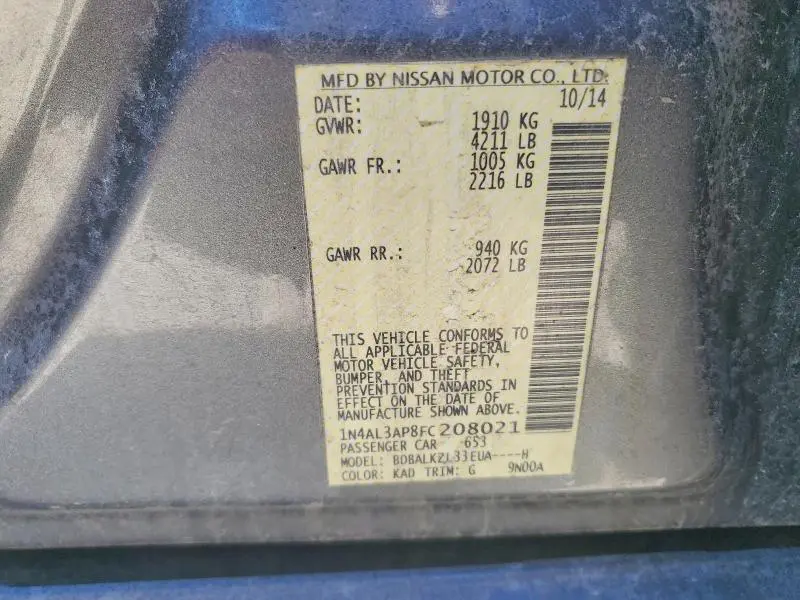 MFD BY NISSAN MOTOR CO., LTD.
DATE: 10/14
GVWR: 1910 KG
4211 LB
GAWR FR.: 1005 KG
2216 LB
GAWR RR.: 940 KG
2072 LB
THIS VEHICLE CONFORMS TO
ALL APPLICABLE FEDERAL
MOTOR VEHICLE SAFETY,
BUMPER, AND THEFT
PREVENTION STANDARDS IN
EFFECT ON THE DATE OF
MANUFACTURE SHOWN ABOVE.
1N4AL3AP8FC208021
PASSENGER CAR 6S3
MODEL: BDBALKZL33EUA----H
COLOR: KAD TRIM: G 9N00A